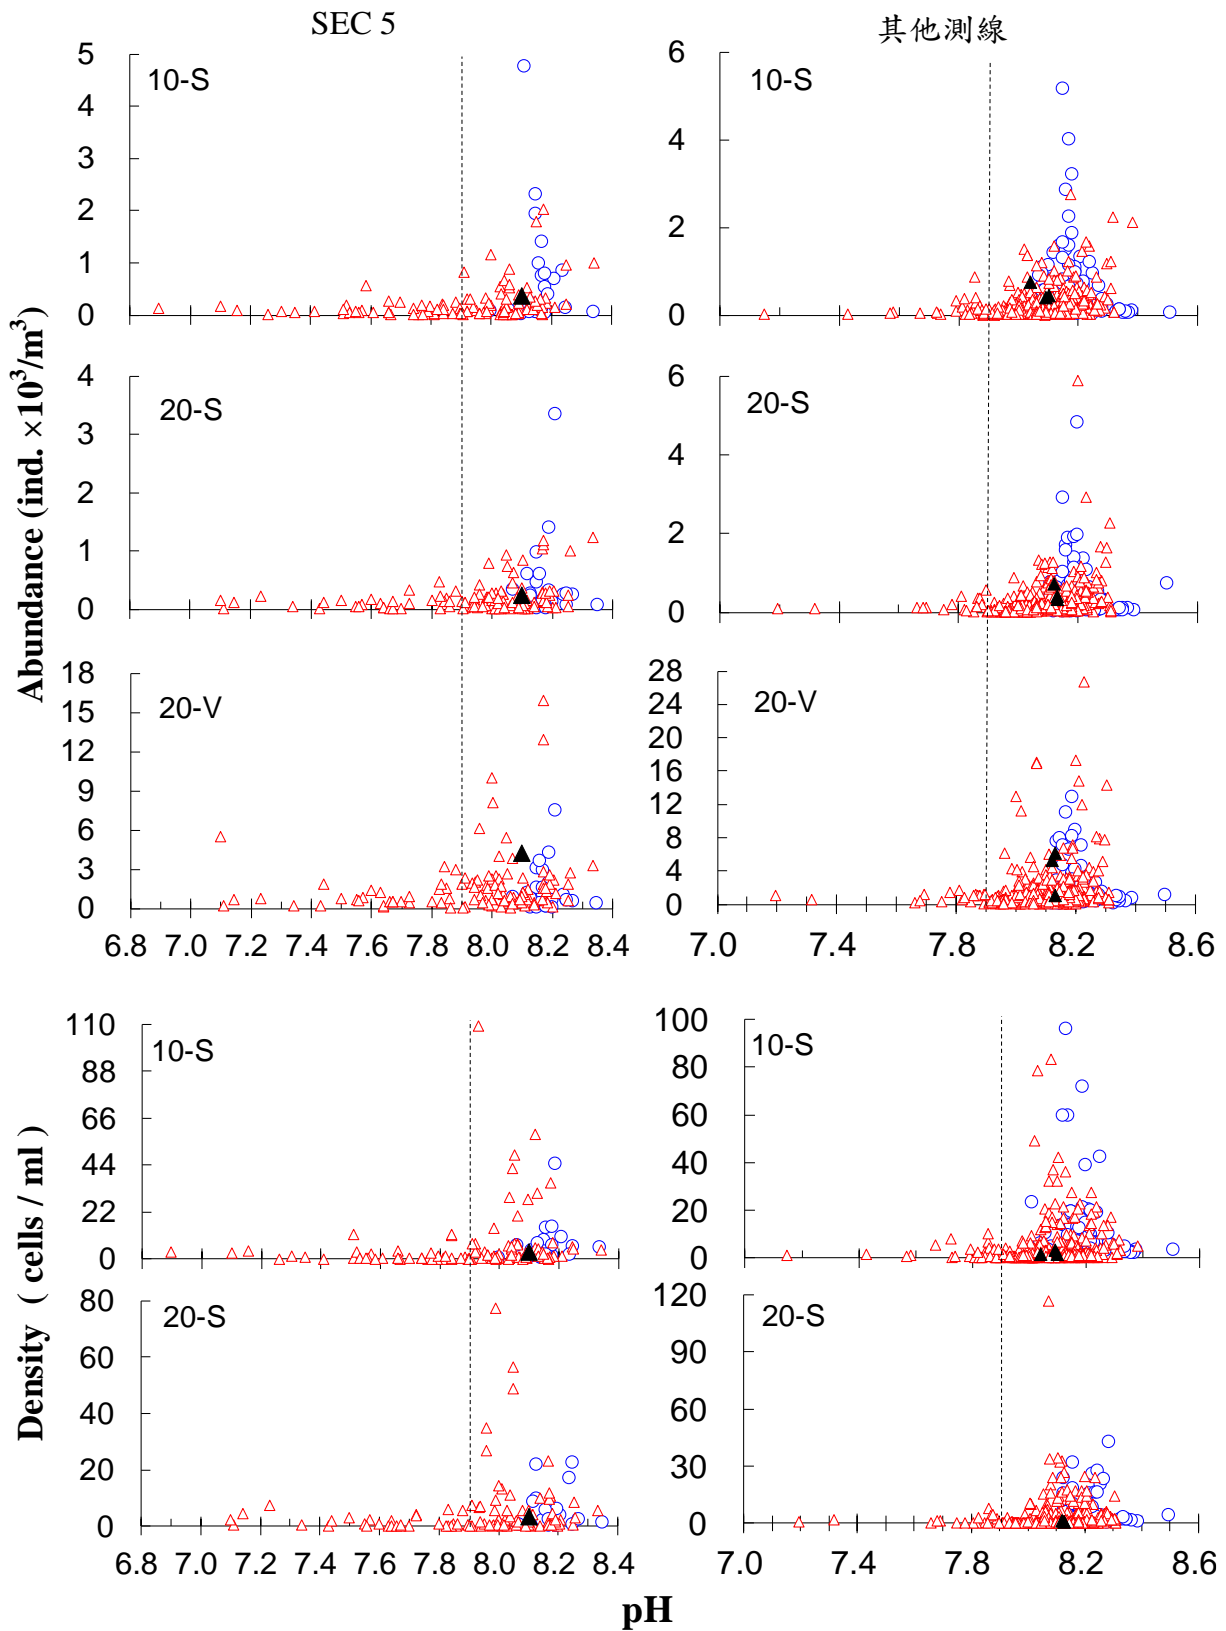 SEC 5
其他測線
5
4
3
2
1
0
10-S
6
4
2
0
10-S
Abundance (ind. ×10³/m³)
4
3
2
1
0
20-S
6
4
2
0
20-S
18
15
12
9
6
3
0
20-V
6.8 7.0 7.2 7.4 7.6 7.8 8.0 8.2 8.4
28
24
20
16
12
8
4
0
20-V
7.0 7.4 7.8 8.2 8.6
110
88
66
44
22
0
10-S
100
80
60
40
20
0
10-S
Density ( cells / ml )
80
60
40
20
0
20-S
6.8 7.0 7.2 7.4 7.6 7.8 8.0 8.2 8.4
120
90
60
30
0
20-S
7.0 7.4 7.8 8.2 8.6
pH